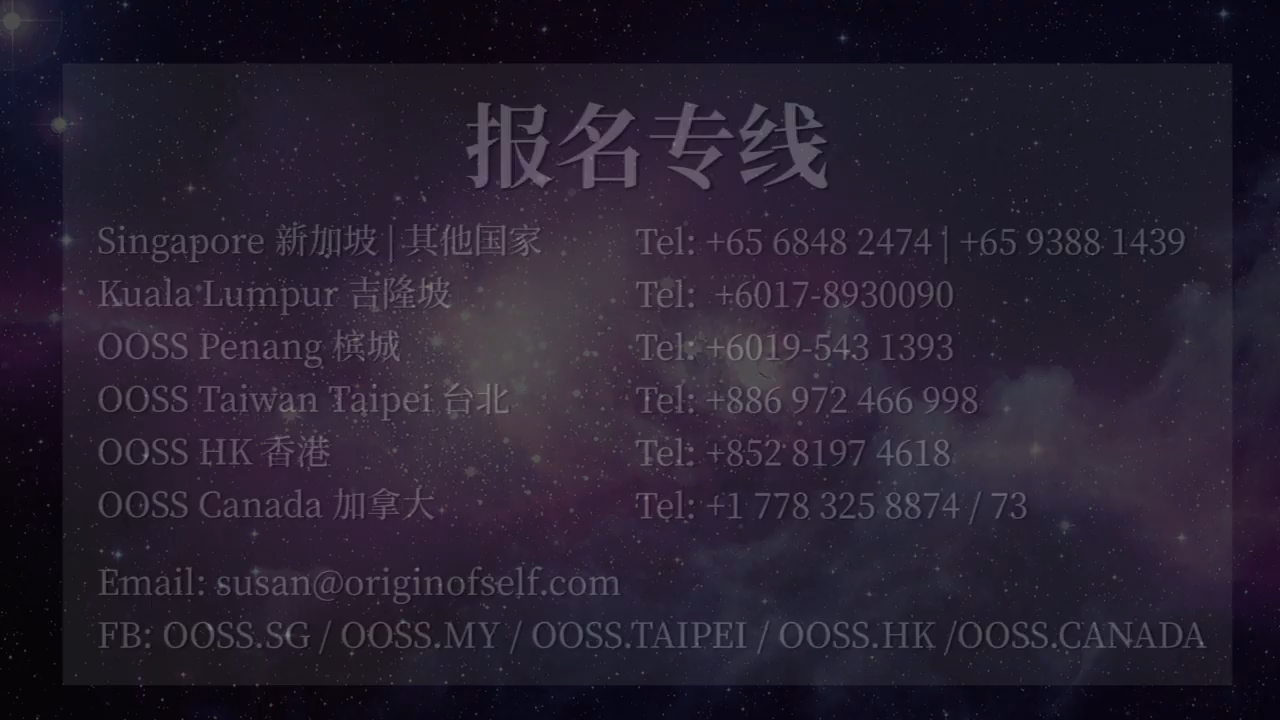 报名专线
Singapore 新加坡 | 其他国家 Tel: +65 6848 2474 | +65 9388 1439
Kuala Lumpur 吉隆坡 Tel: +6017-8930090
OOSS Penang 槟城 Tel: +6019-543 1393
OOSS Taiwan Taipei 台北 Tel: +886 972 466 998
OOSS HK 香港 Tel: +852 8197 4618
OOSS Canada 加拿大 Tel: +1 778 325 8874 / 73
Email: susan@originofself.com
FB: OOSS.SG / OOSS.MY / OOSS.TAIPEI / OOSS.HK /OOSS.CANADA